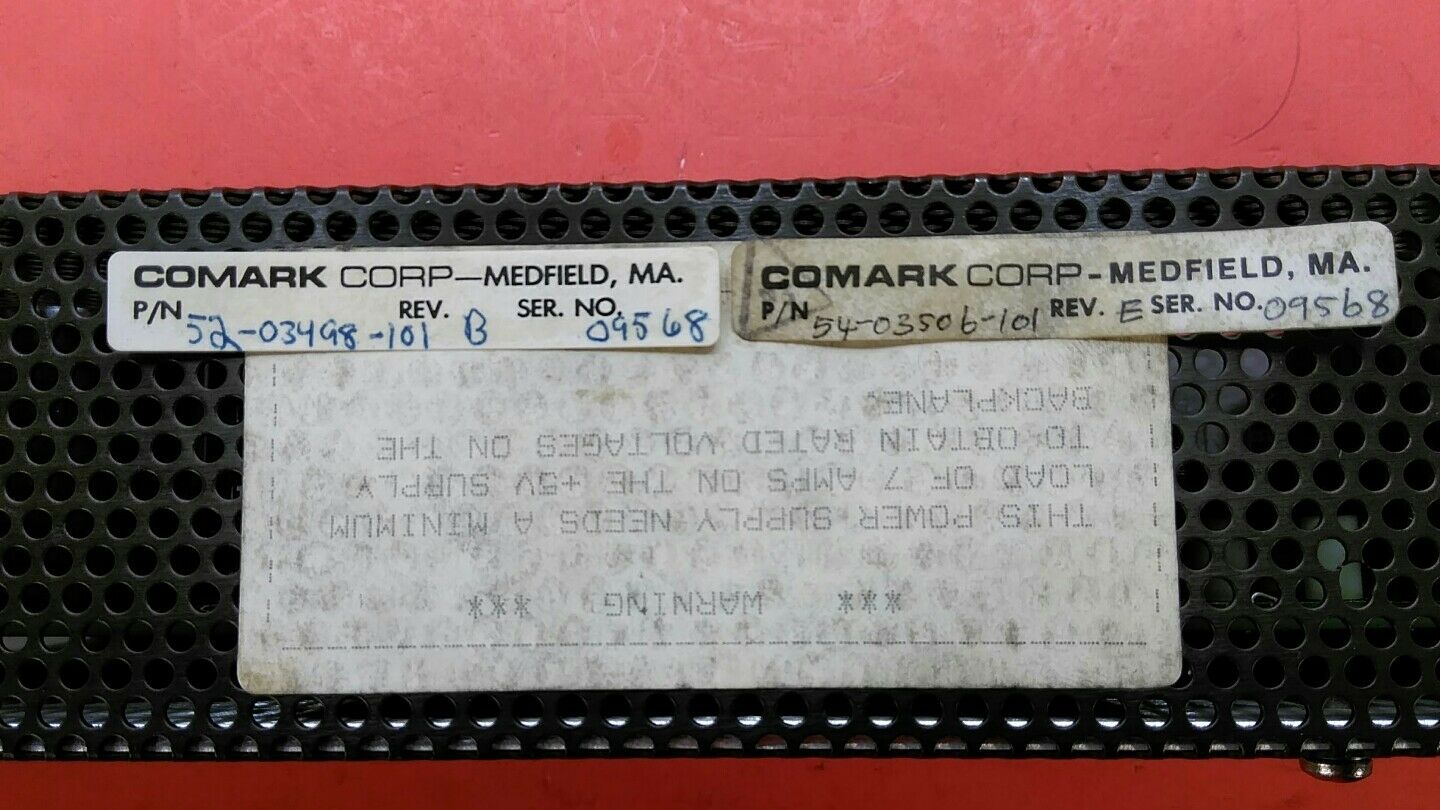 COMARK CORP—MEDFIELD, MA.
P/N 52-03498-101 REV. B SER. NO. 09568
COMARK CORP-MEDFIELD, MA.
P/N 54-03506-101 REV. E SER. NO. 09568
*** WARNING ***
THIS POWER SUPPLY NEEDS A MINIMUM
LOAD OF 7 AMPS ON THE +5V SUPPLY
TO OBTAIN RATED VOLTAGES ON THE
BACKPLANE